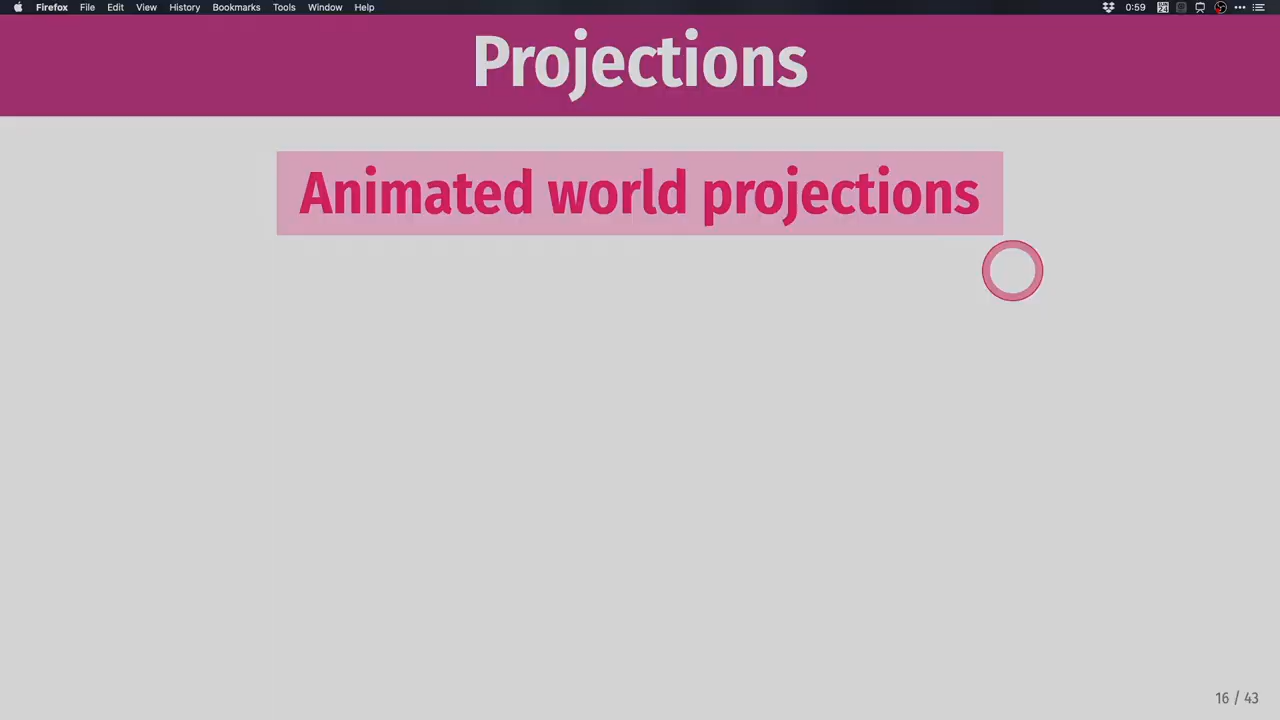 Firefox File Edit View History Bookmarks Tools Window Help 0:59
Projections
Animated world projections
16 / 43